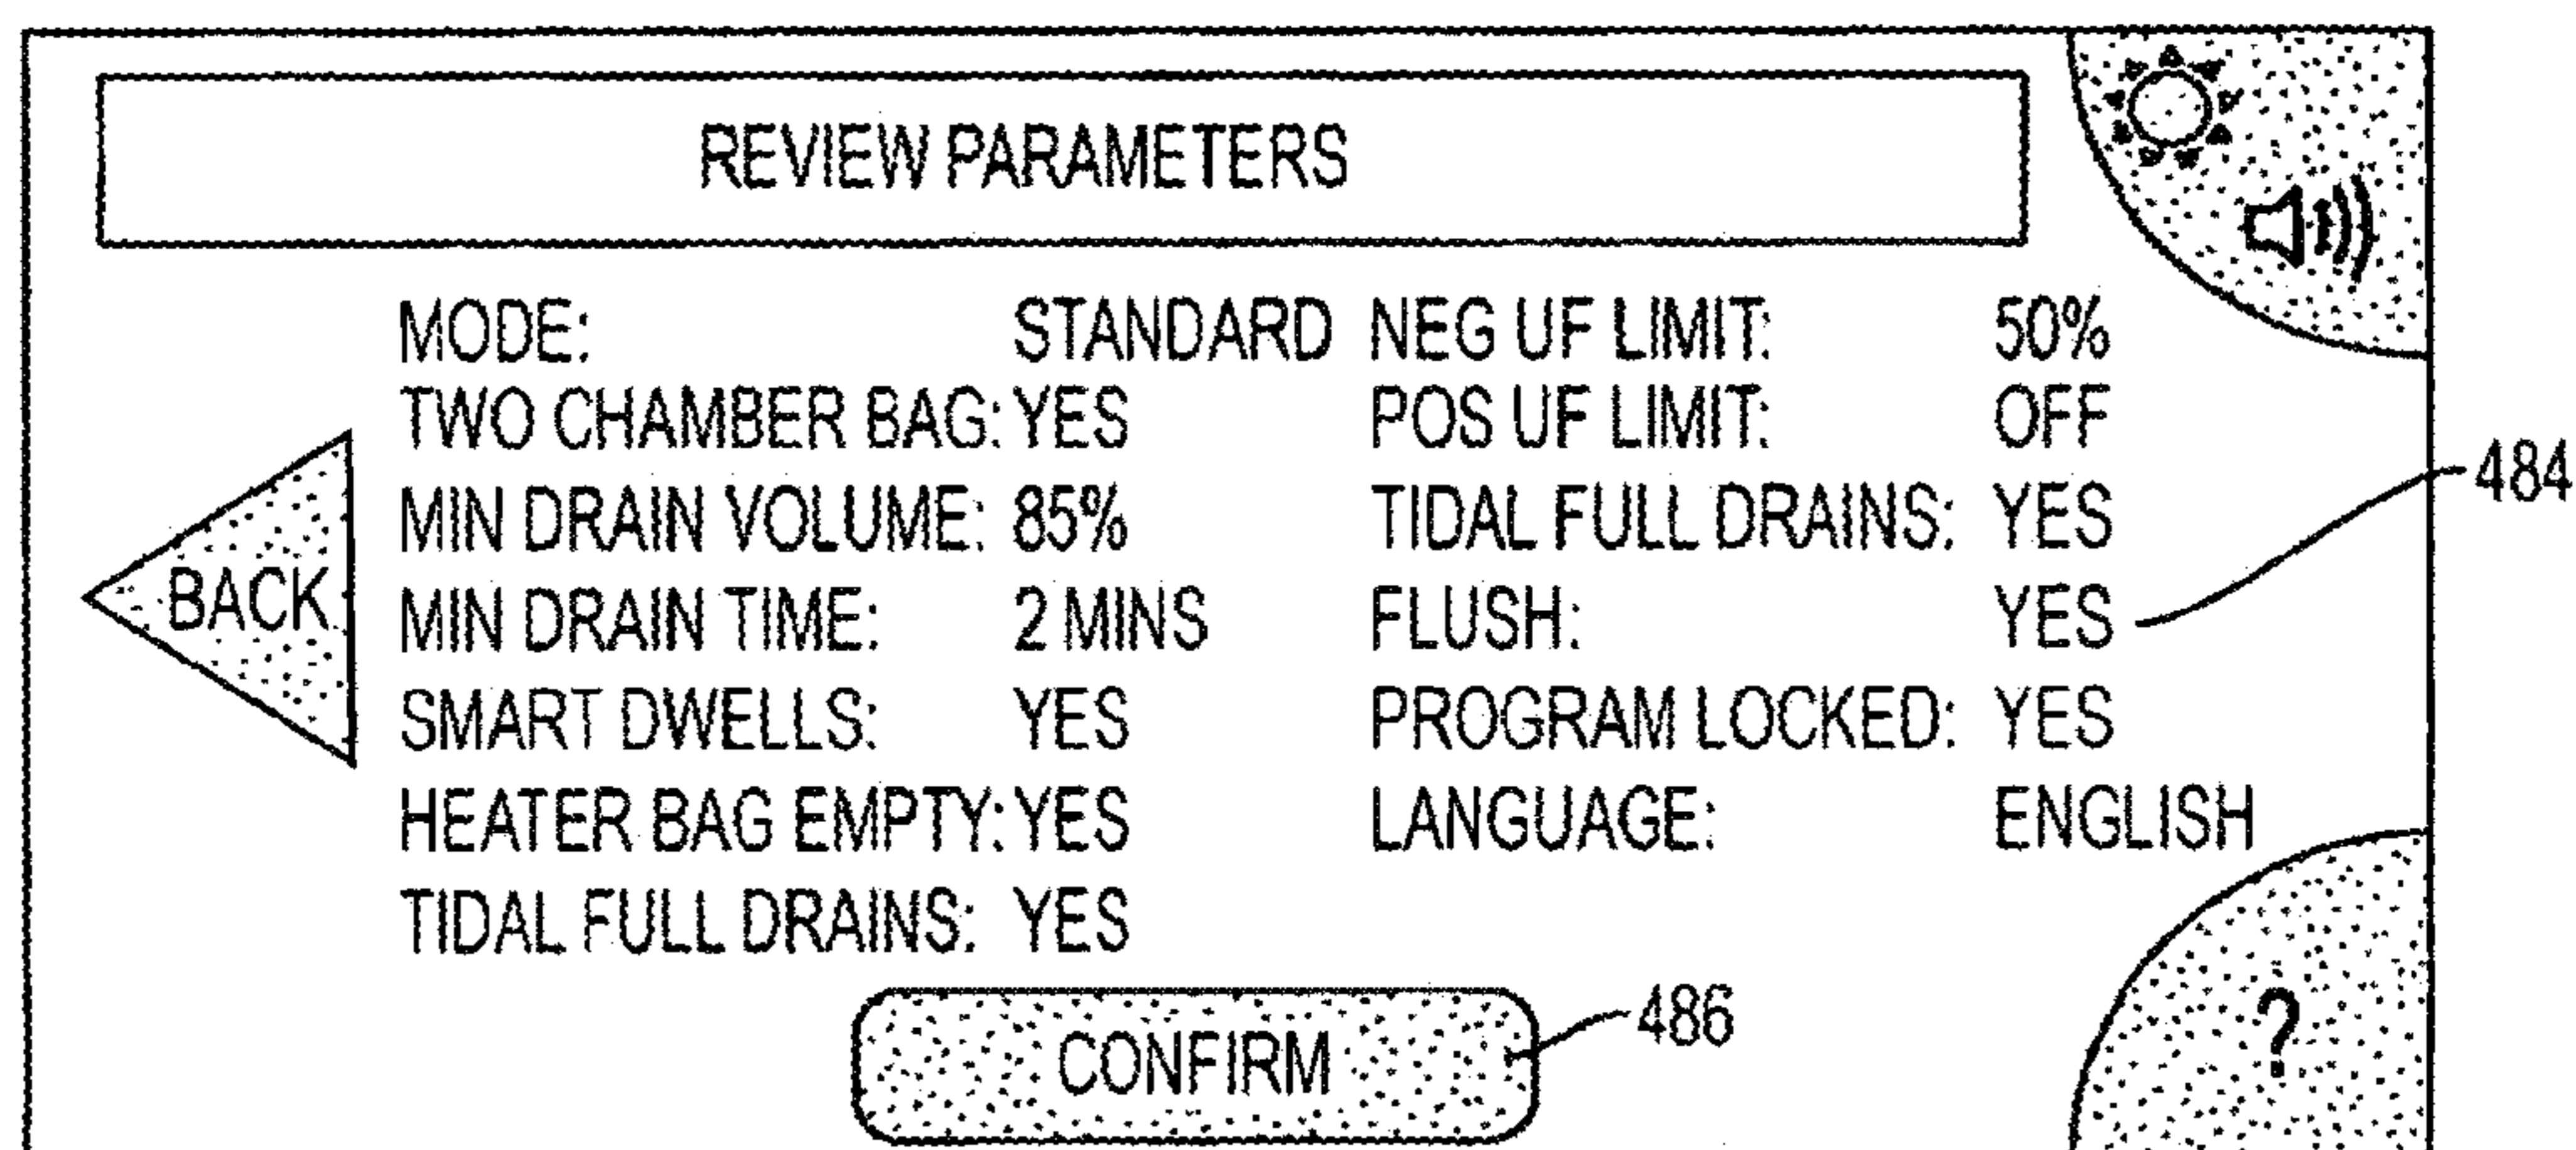 REVIEW PARAMETERS
MODE: STANDARD NEG UF LIMIT: 50%
TWO CHAMBER BAG: YES POS UF LIMIT: OFF
484
MIN DRAIN VOLUME: 85% TIDAL FULL DRAINS: YES
BACK
MIN DRAIN TIME: 2 MINS FLUSH: YES
SMART DWELLS: YES PROGRAM LOCKED: YES
HEATER BAG EMPTY: YES LANGUAGE: ENGLISH
TIDAL FULL DRAINS: YES
486
CONFIRM
?